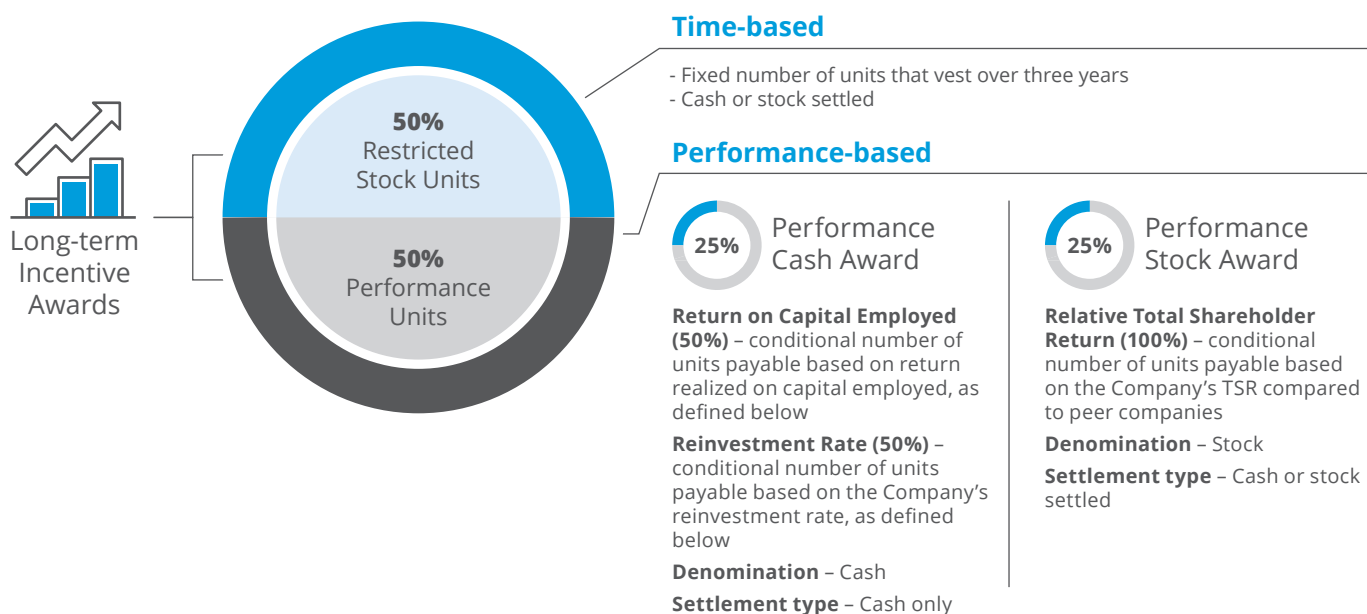 Long-term
Incentive
Awards
50%
Restricted
Stock Units
50%
Performance
Units
Time-based
- Fixed number of units that vest over three years
- Cash or stock settled
Performance-based
25%
Performance
Cash Award
Return on Capital Employed
(50%) – conditional number of
units payable based on return
realized on capital employed, as
defined below
Reinvestment Rate (50%) –
conditional number of units
payable based on the Company’s
reinvestment rate, as defined
below
Denomination – Cash
Settlement type – Cash only
25%
Performance
Stock Award
Relative Total Shareholder
Return (100%) – conditional
number of units payable based
on the Company’s TSR compared
to peer companies
Denomination – Stock
Settlement type – Cash or stock
settled